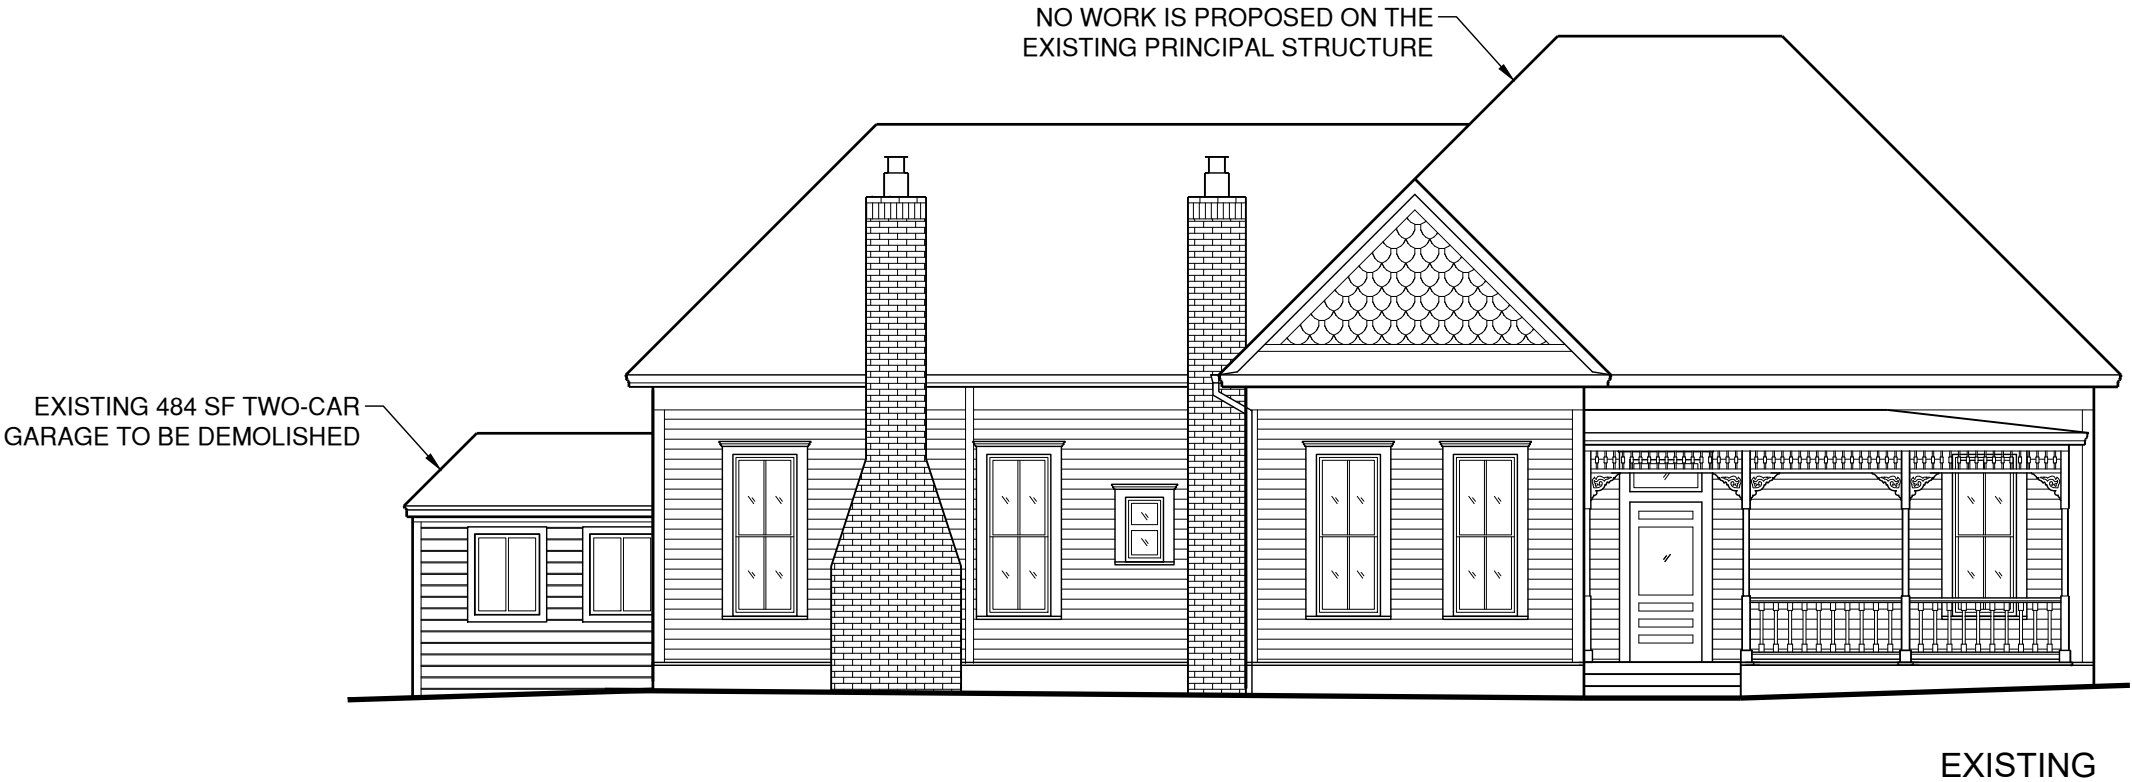 NO WORK IS PROPOSED ON THE
EXISTING PRINCIPAL STRUCTURE
EXISTING 484 SF TWO-CAR
GARAGE TO BE DEMOLISHED
EXISTING